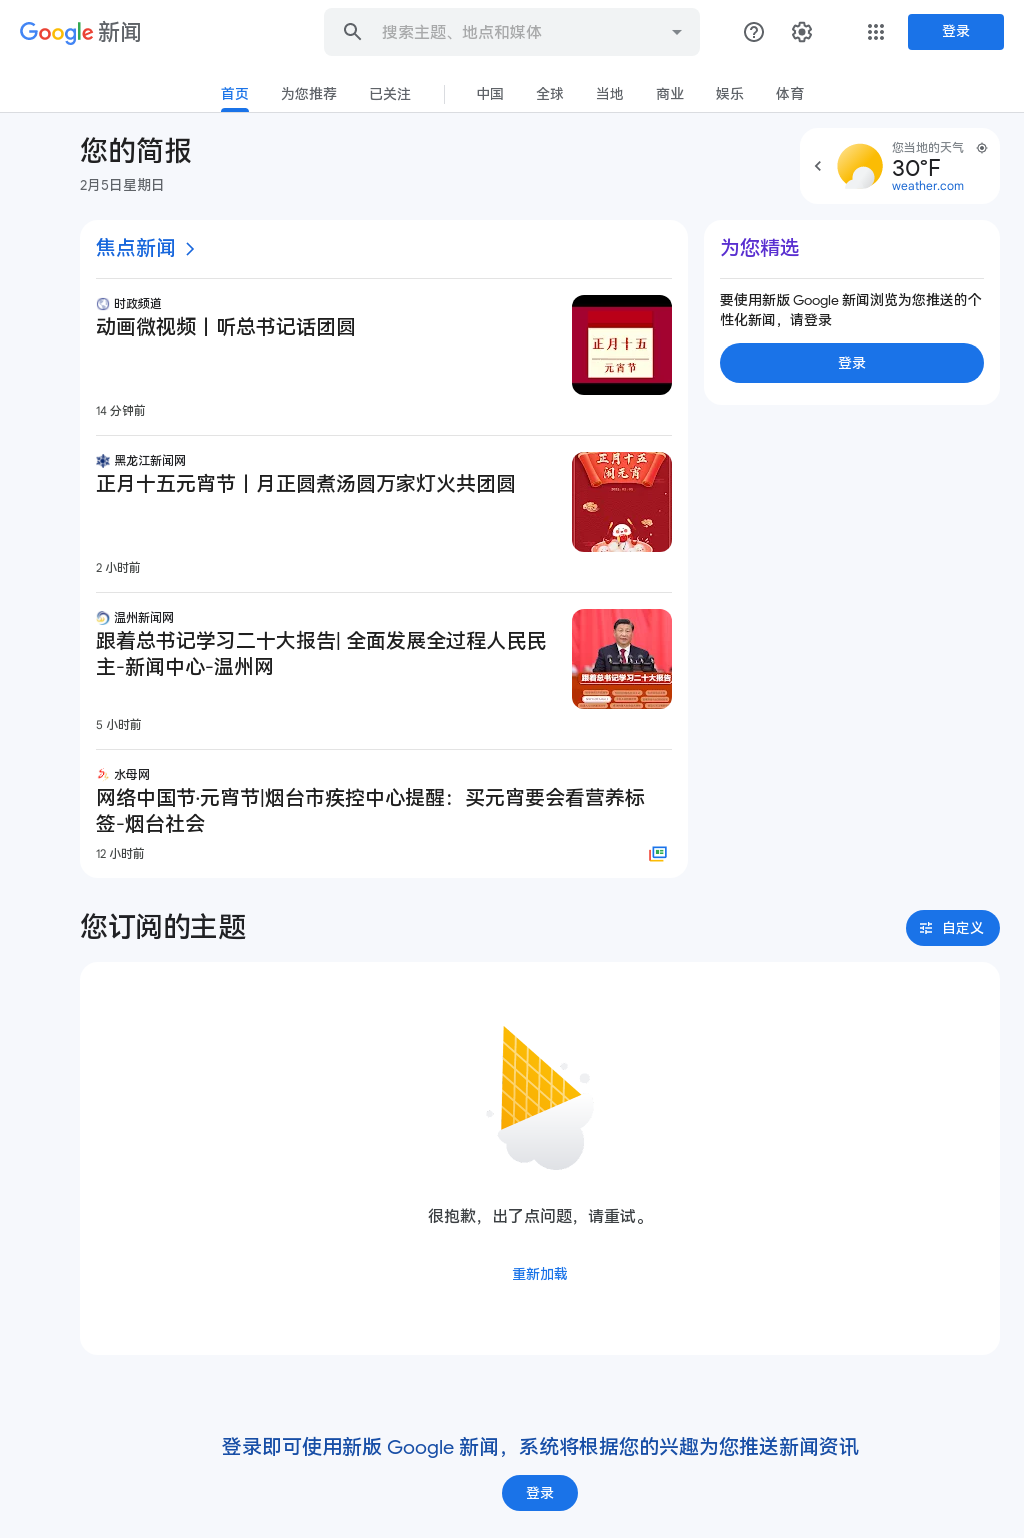 Google 新闻
搜索主题、地点和媒体
登录
首页
为您推荐
已关注
中国
全球
当地
商业
娱乐
体育
您的简报
2月5日星期日
您当地的天气
30°F
weather.com
焦点新闻
时政频道
动画微视频丨听总书记话团圆
正月十五
元宵节
14 分钟前
黑龙江新闻网
正月十五元宵节丨月正圆煮汤圆万家灯火共团圆
正月十五
闹元宵
2 小时前
温州新闻网
跟着总书记学习二十大报告| 全面发展全过程人民民
主-新闻中心-温州网
跟着总书记学习二十大报告
5 小时前
水母网
网络中国节·元宵节|烟台市疾控中心提醒：买元宵要会看营养标
签-烟台社会
12 小时前
为您精选
要使用新版 Google 新闻浏览为您推送的个
性化新闻，请登录
登录
您订阅的主题
自定义
很抱歉，出了点问题，请重试。
重新加载
登录即可使用新版 Google 新闻，系统将根据您的兴趣为您推送新闻资讯
登录